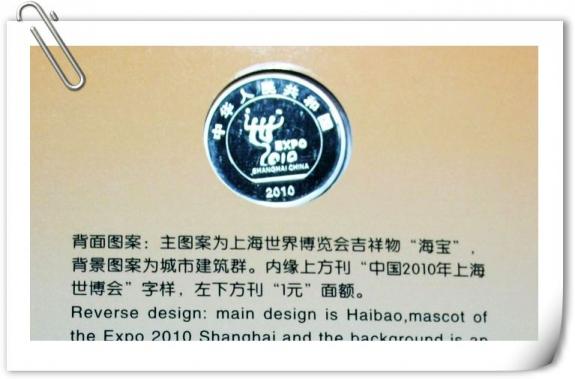 中华人民共和国
EXPO
2010
SHANGHAI CHINA
2010
背面图案：主图案为上海世界博览会吉祥物“海宝”，
背景图案为城市建筑群。内缘上方刊“中国2010年上海
世博会”字样，左下方刊“1元”面额。
Reverse design: main design is Haibao,mascot of
the Expo 2010 Shanghai and the background is an